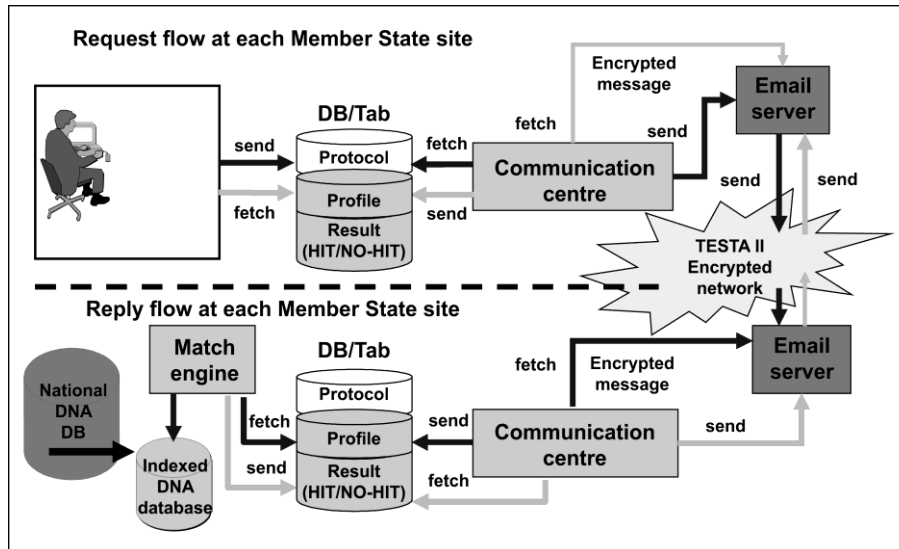 Request flow at each Member State site
Encrypted
message
Email
server
DB/Tab
fetch
send
send
fetch
Protocol
Communication
centre
send
send
fetch
Profile
send
Result
(HIT/NO-HIT)
TESTA II
Encrypted
network
Reply flow at each Member State site
Match
engine
DB/Tab
fetch
Encrypted
message
Email
server
National
DNA
DB
Protocol
fetch
send
Profile
Communication
centre
send
Indexed
DNA
database
send
Result
(HIT/NO-HIT)
fetch